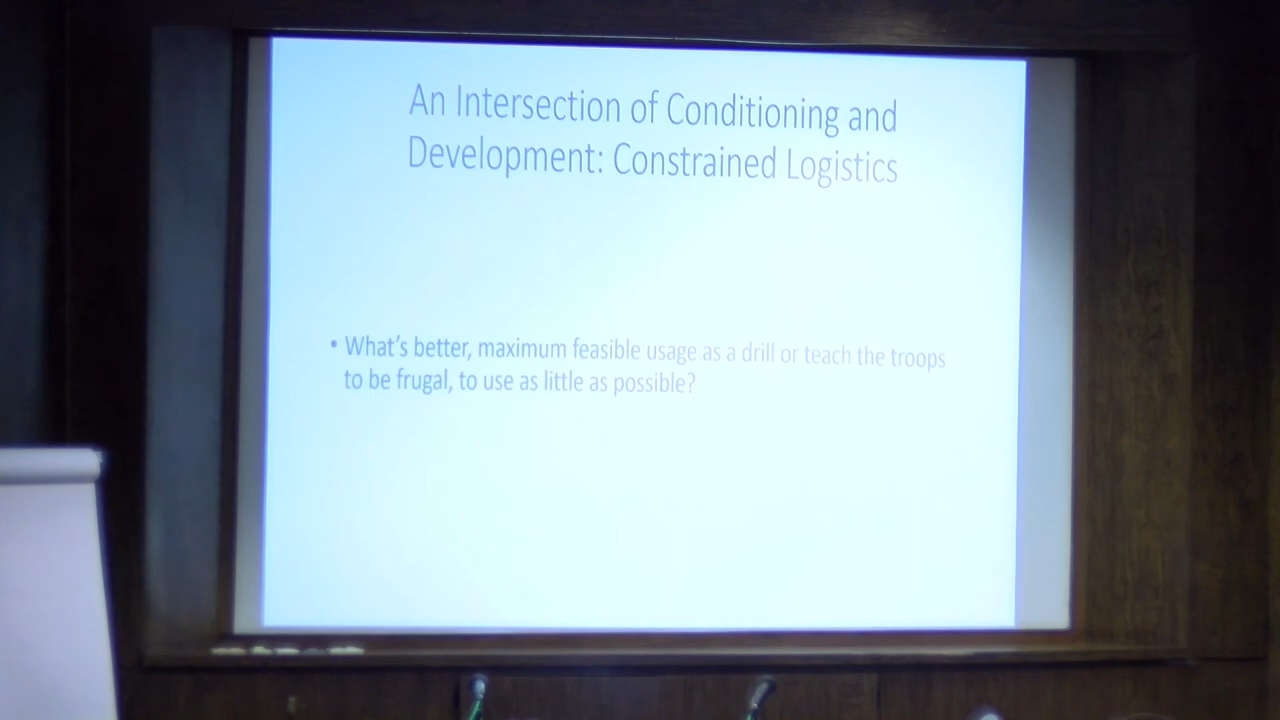 An Intersection of Conditioning and
Development: Constrained Logistics
• What's better, maximum feasible usage as a drill or teach the troops
to be frugal, to use as little as possible?